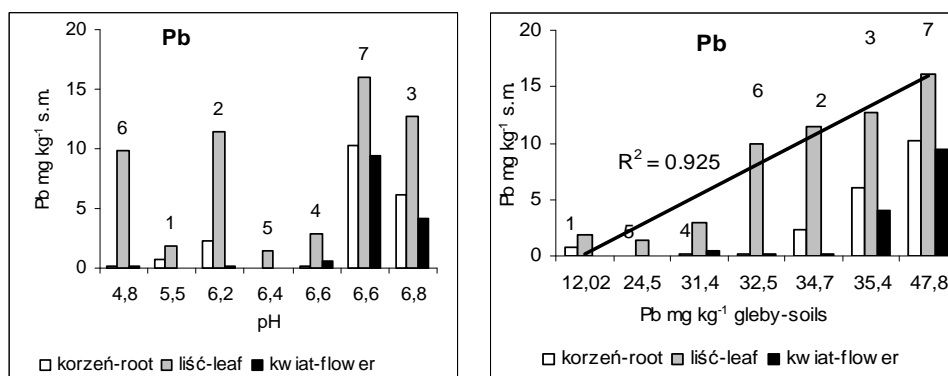 Pb
20
15
10
5
0
Pb mg kg-1 s.m.
6
1
2
5
4
7
3
4,8 5,5 6,2 6,4 6,6 6,6 6,8
pH
korzeń-root liść-leaf kwiat-flower
Pb
20
15
10
5
0
Pb mg kg-1 s.m.
R2 = 0.925
1
5
4
6
2
3
7
12,02 24,5 31,4 32,5 34,7 35,4 47,8
Pb mg kg-1 gleby-soils
korzeń-root liść-leaf kwiat-flower